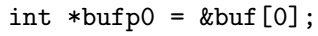 int *bufp0 = &buf[0];